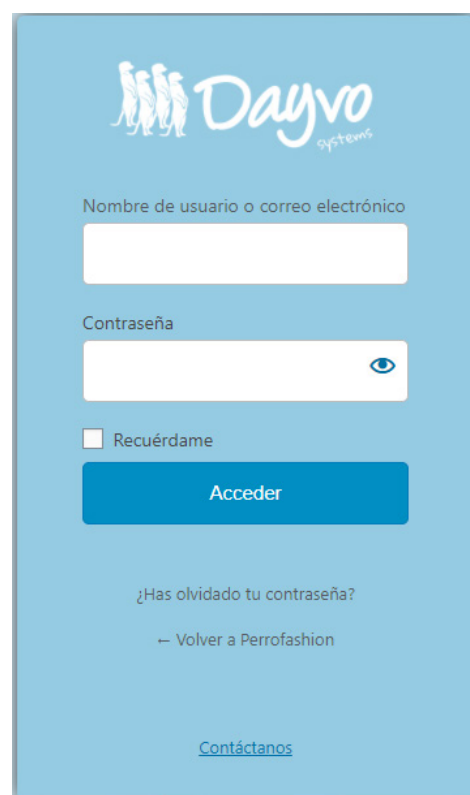 Dayvo
systems
Nombre de usuario o correo electrónico
Contraseña
Recuérdame
Acceder
¿Has olvidado tu contraseña?
← Volver a Perrofashion
Contáctanos